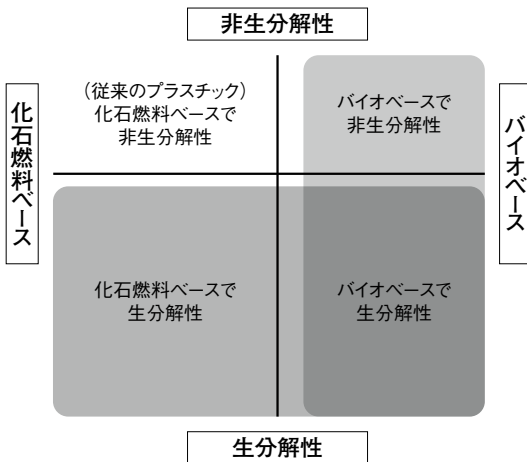 非生分解性
(従来のプラスチック)
化石燃料ベースで
非生分解性
バイオベースで
非生分解性
化石燃料ベース
バイオベース
化石燃料ベースで
生分解性
バイオベースで
生分解性
生分解性